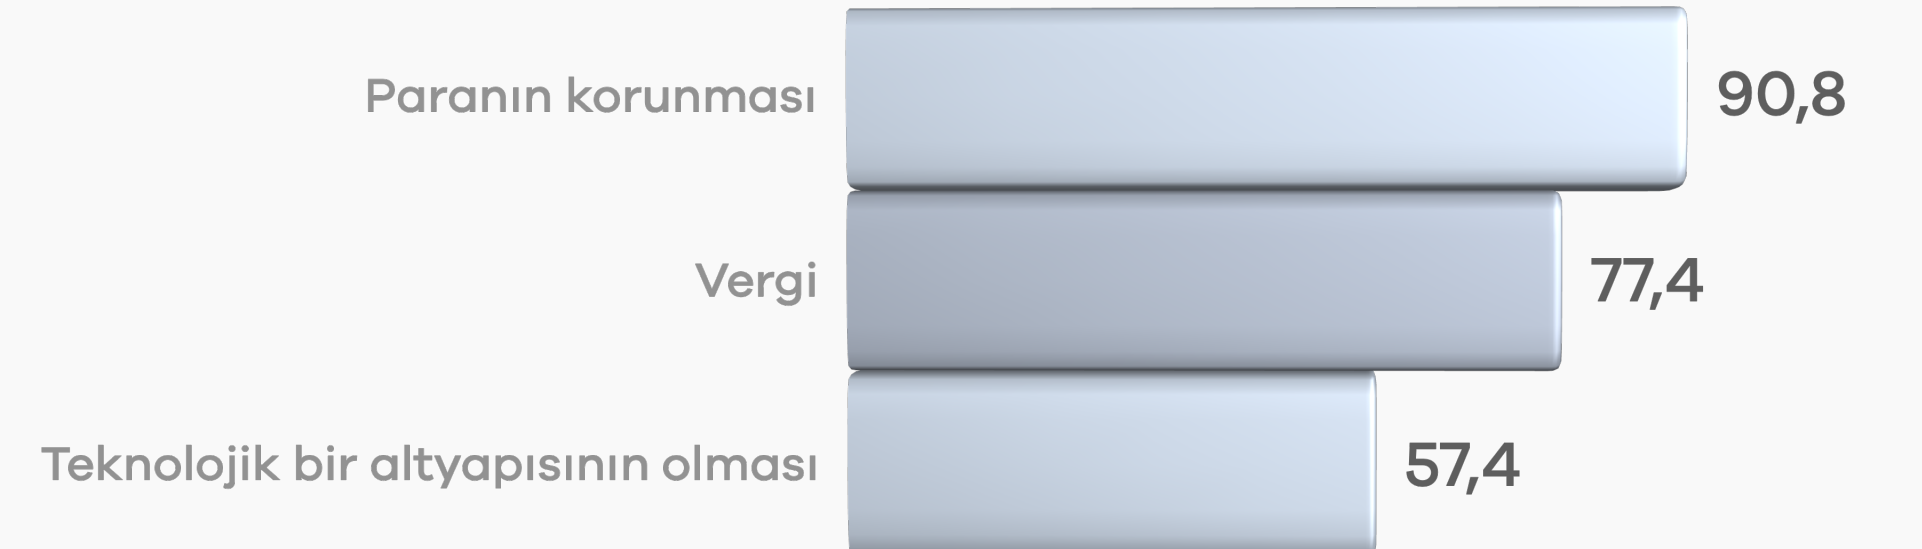 Paranın korunması 90,8
Vergi 77,4
Teknolojik bir altyapısının olması 57,4